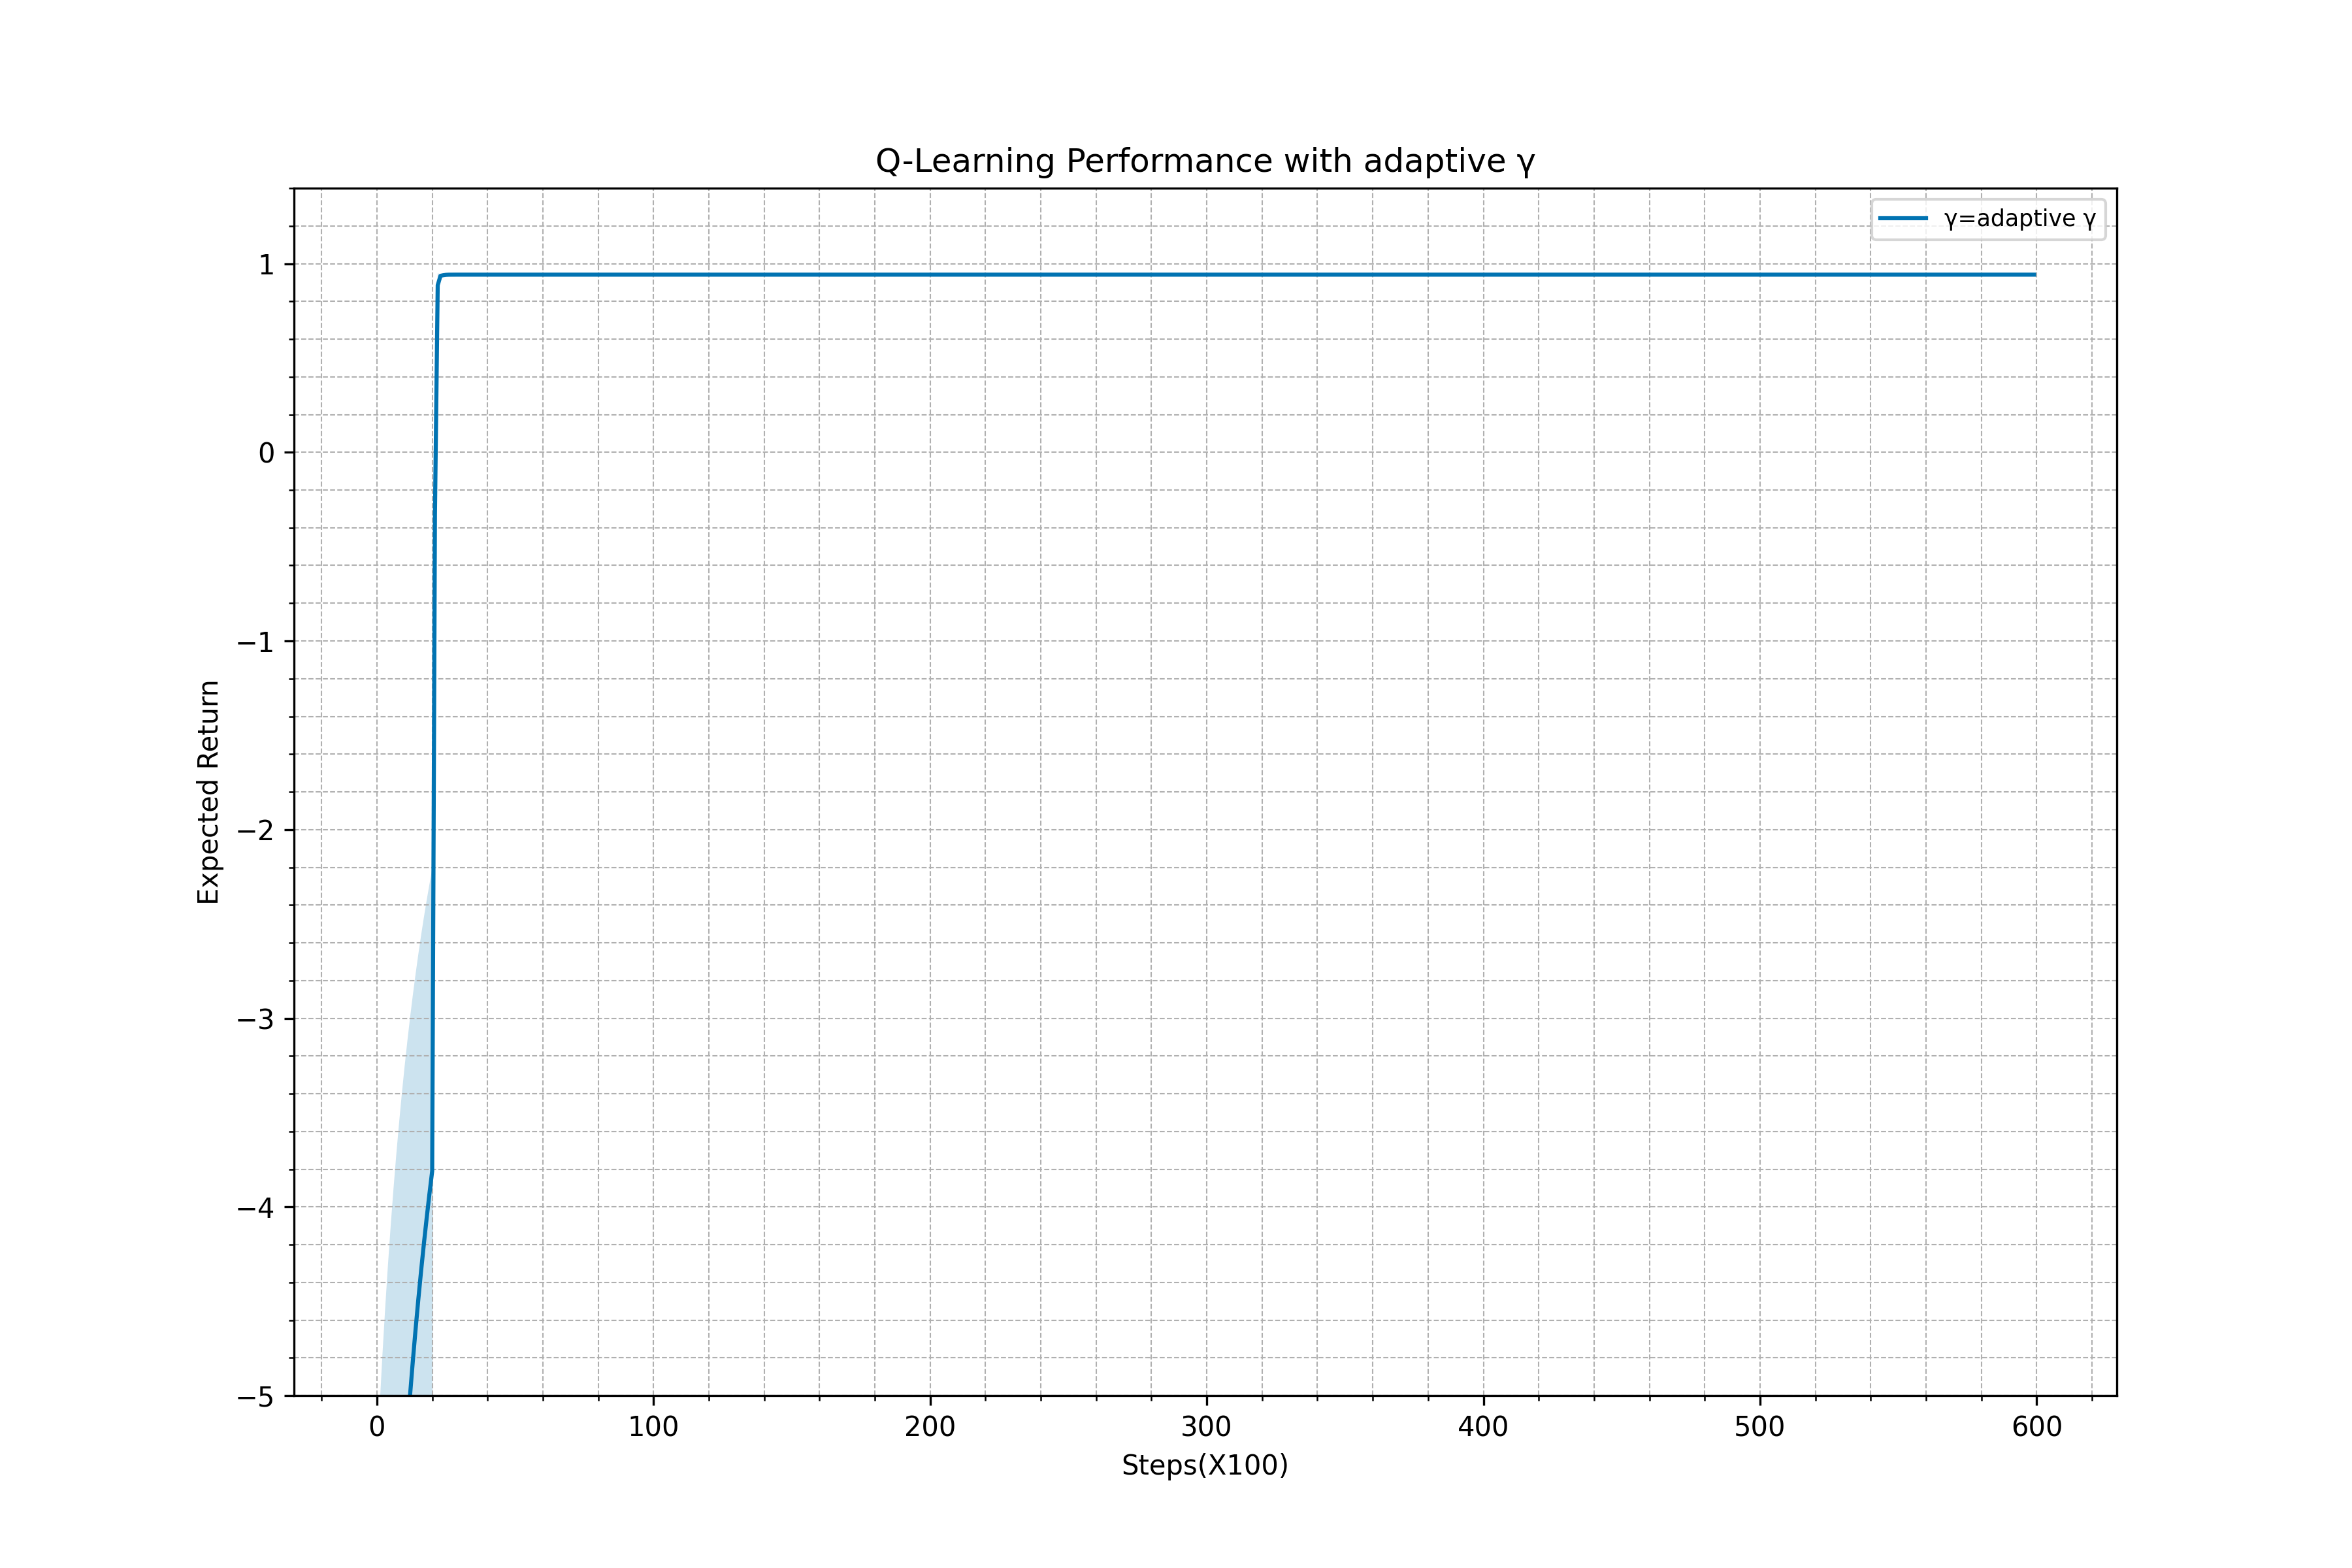 Q-Learning Performance with adaptive γ
γ=adaptive γ
1
0
−1
−2
−3
−4
−5
Expected Return
0 100 200 300 400 500 600
Steps(X100)